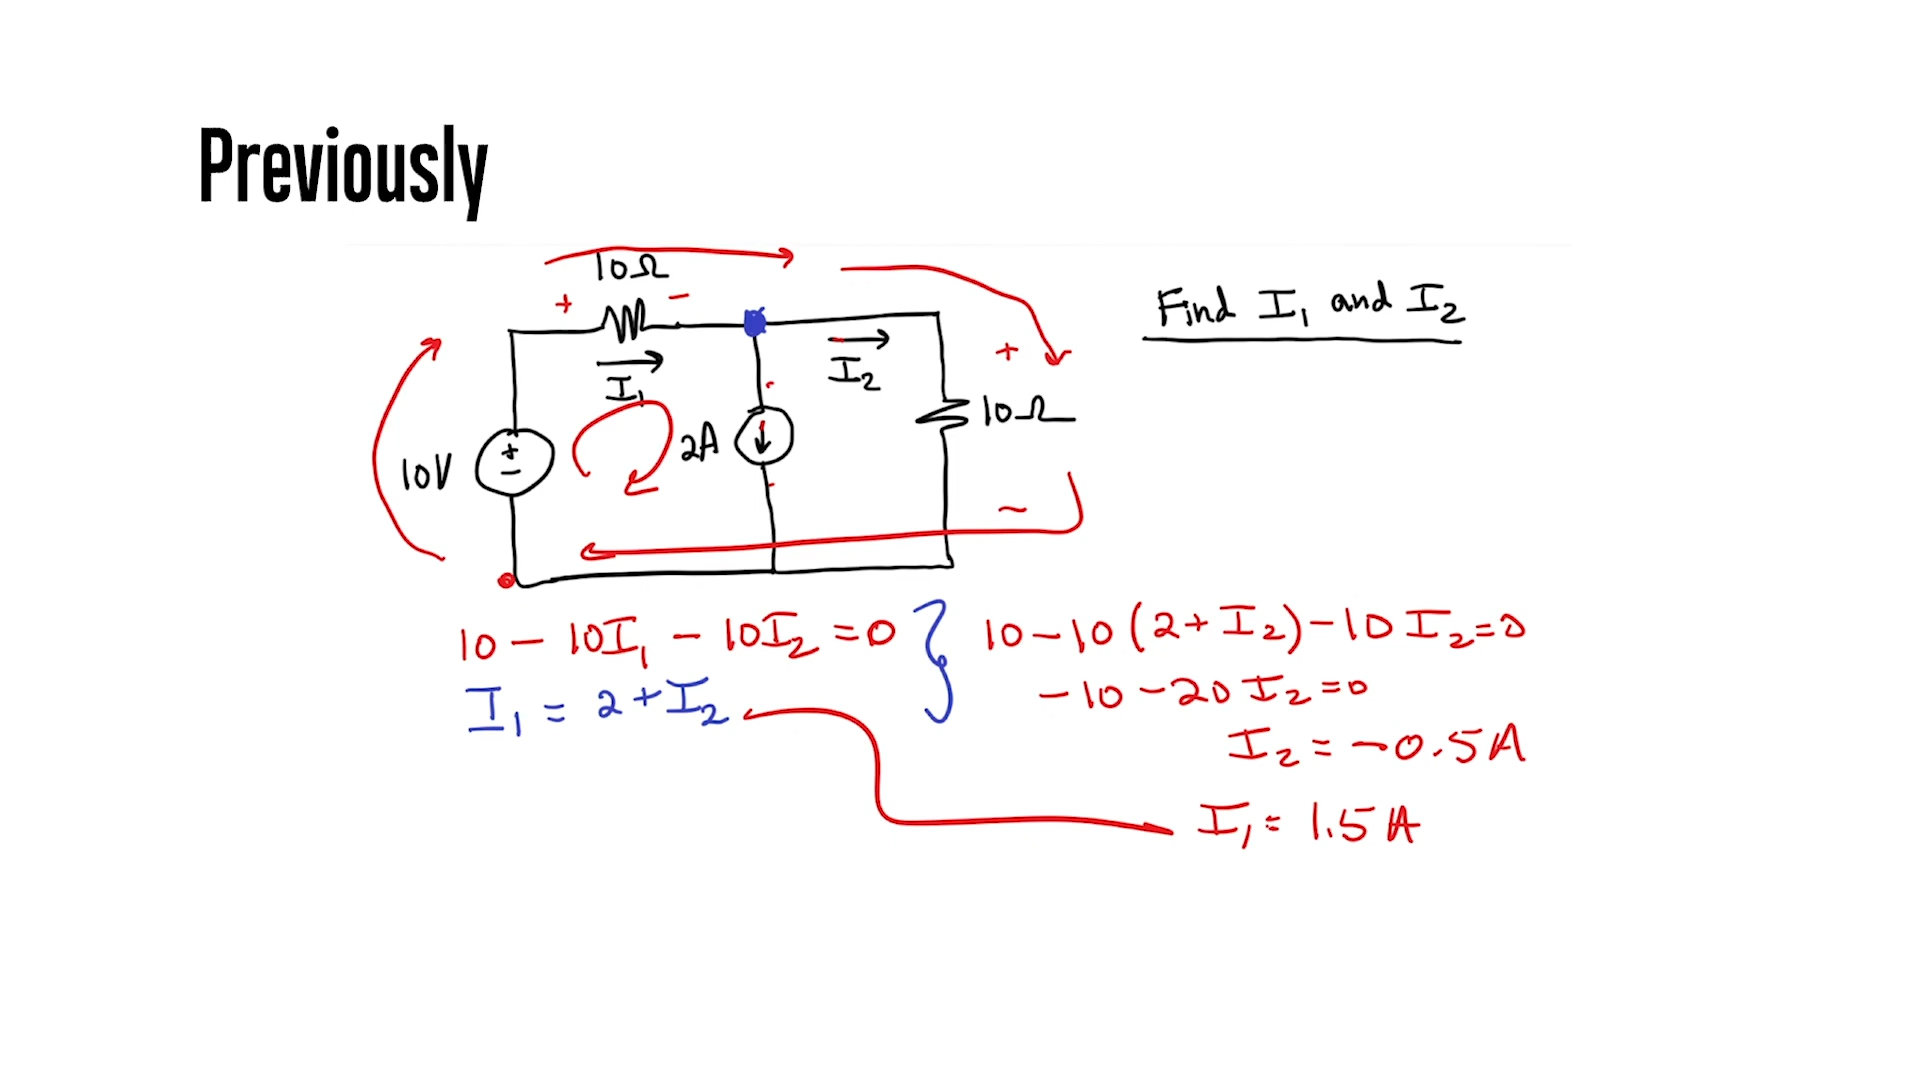 Previously
10Ω
+ -
Find I₁ and I₂
I₁
I₂
+
10Ω
2A
10V
+
-
-
10 - 10I₁ - 10I₂ = 0
I₁ = 2 + I₂
10 - 10(2 + I₂) - 10I₂ = 0
-10 - 20I₂ = 0
I₂ = -0.5A
I₁ = 1.5A